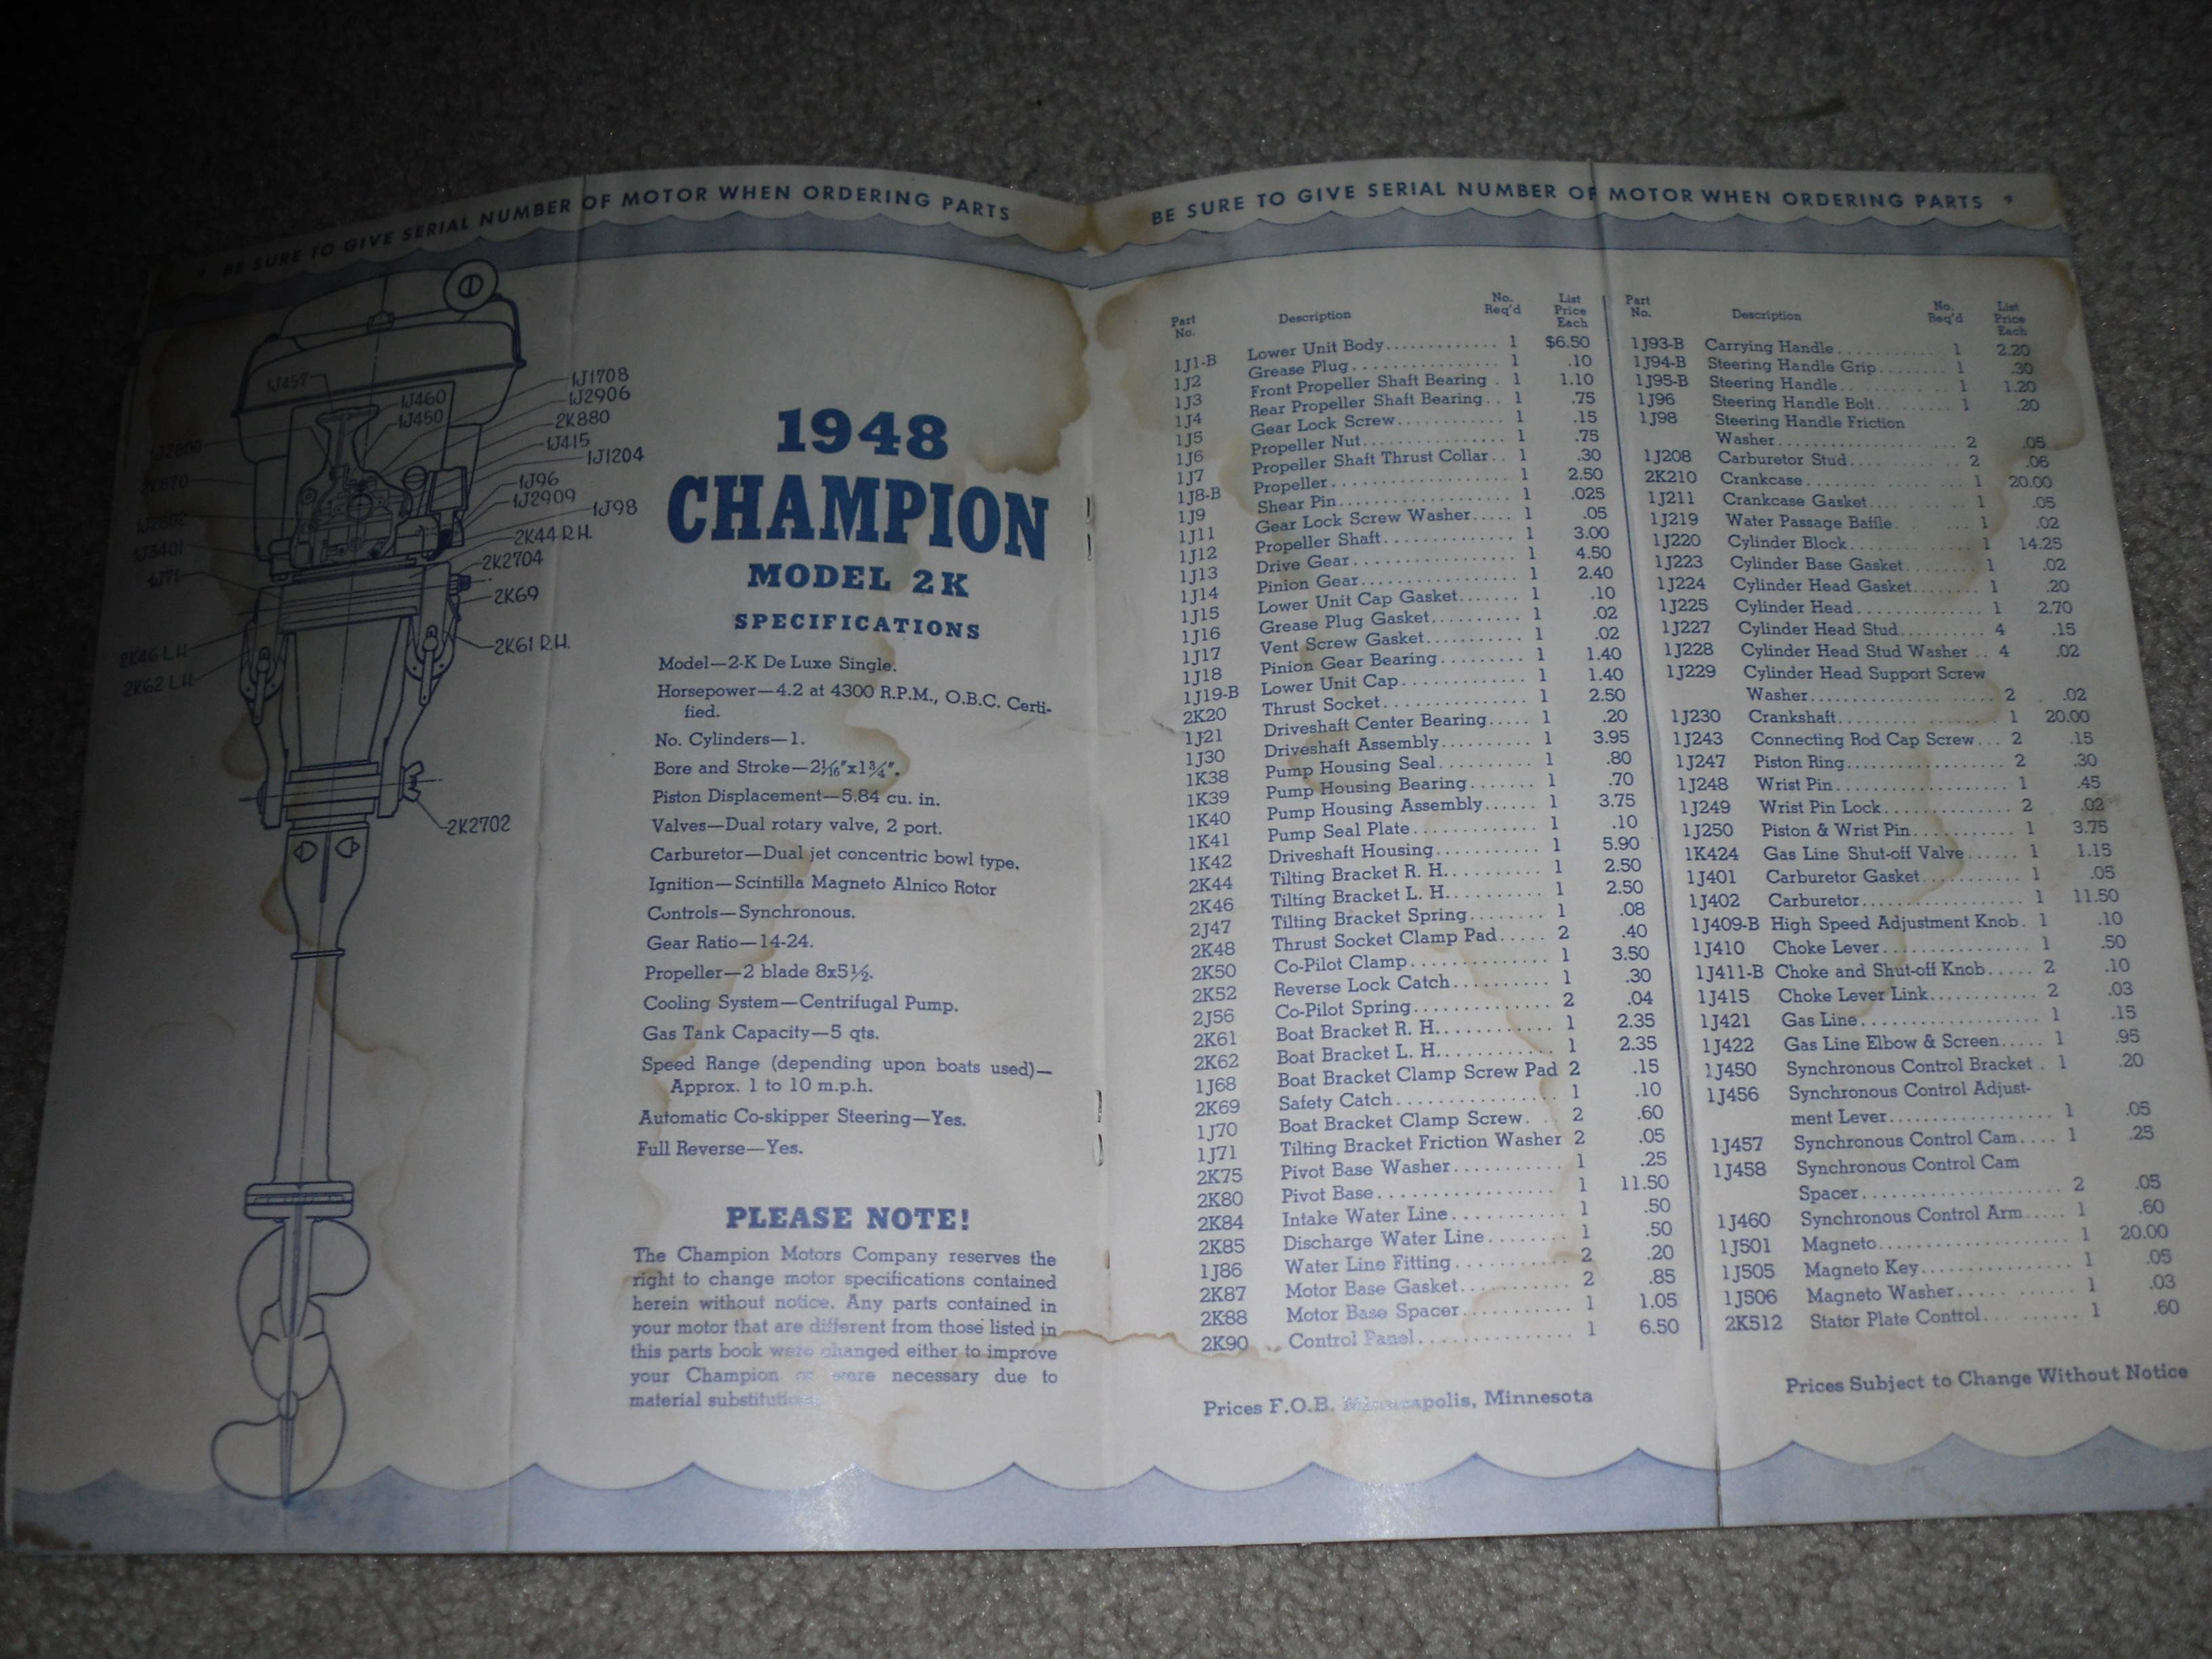 BE SURE TO GIVE SERIAL NUMBER OF MOTOR WHEN ORDERING PARTS
1J457
1J460
1J450
1J1708
1J2906
2K880
1J415
1J1204
1J96
1J2909
1J98
2K44 R.H.
2K2704
2K69
2K61 R.H.
2K870
1J2802
1J3401
1J71
2K46 L.H.
2K62 L.H.
2K2702
1948
CHAMPION
MODEL 2K
SPECIFICATIONS
Model—2-K De Luxe Single.
Horsepower—4.2 at 4300 R.P.M., O.B.C. Certi-
fied.
No. Cylinders—1.
Bore and Stroke—2 1/16"x1 3/4".
Piston Displacement—5.84 cu. in.
Valves—Dual rotary valve, 2 port.
Carburetor—Dual jet concentric bowl type.
Ignition—Scintilla Magneto Alnico Rotor
Controls—Synchronous.
Gear Ratio—14-24.
Propeller—2 blade 8x5½.
Cooling System—Centrifugal Pump.
Gas Tank Capacity—5 qts.
Speed Range (depending upon boats used)—
Approx. 1 to 10 m.p.h.
Automatic Co-skipper Steering—Yes.
Full Reverse—Yes.
PLEASE NOTE!
The Champion Motors Company reserves the
right to change motor specifications contained
herein without notice. Any parts contained in
your motor that are different from those listed in
this parts book were changed either to improve
your Champion or were necessary due to
material substitutions.
BE SURE TO GIVE SERIAL NUMBER OF MOTOR WHEN ORDERING PARTS
Part No. Description No. Req'd List Price Each
1J1-B Lower Unit Body 1 $6.50
1J2 Grease Plug 1 .10
1J3 Front Propeller Shaft Bearing 1 1.10
1J4 Rear Propeller Shaft Bearing 1 .75
1J5 Gear Lock Screw 1 .15
1J6 Propeller Nut 1 .75
1J7 Propeller Shaft Thrust Collar 1 .30
1J8-B Propeller 1 2.50
1J9 Shear Pin 1 .025
1J11 Gear Lock Screw Washer 1 .05
1J12 Propeller Shaft 1 3.00
1J13 Drive Gear 1 4.50
1J14 Pinion Gear 1 2.40
1J15 Lower Unit Cap Gasket 1 .10
1J16 Grease Plug Gasket 1 .02
1J17 Vent Screw Gasket 1 .02
1J18 Pinion Gear Bearing 1 1.40
1J19-B Lower Unit Cap 1 1.40
2K20 Thrust Socket 1 2.50
1J21 Driveshaft Center Bearing 1 .20
1J30 Driveshaft Assembly 1 3.95
1K38 Pump Housing Seal 1 .80
1K39 Pump Housing Bearing 1 .70
1K40 Pump Housing Assembly 1 3.75
1K41 Pump Seal Plate 1 .10
1K42 Driveshaft Housing 1 5.90
2K44 Tilting Bracket R. H. 1 2.50
2K46 Tilting Bracket L. H. 1 2.50
2J47 Tilting Bracket Spring 1 .08
2K48 Thrust Socket Clamp Pad 2 .40
2K50 Co-Pilot Clamp 1 3.50
2K52 Reverse Lock Catch 1 .30
2J56 Co-Pilot Spring 2 .04
2K61 Boat Bracket R. H. 1 2.35
2K62 Boat Bracket L. H. 1 2.35
1J68 Boat Bracket Clamp Screw Pad 2 .15
2K69 Safety Catch 1 .10
1J70 Boat Bracket Clamp Screw 2 .60
1J71 Tilting Bracket Friction Washer 2 .05
2K75 Pivot Base Washer 1 .25
2K80 Pivot Base 1 11.50
2K84 Intake Water Line 1 .50
2K85 Discharge Water Line 1 .50
1J86 Water Line Fitting 2 .20
2K87 Motor Base Gasket 2 .85
2K88 Motor Base Spacer 1 1.05
2K90 Control Panel 1 6.50
Prices F.O.B. Minneapolis, Minnesota
Part No. Description No. Req'd List Price Each
1J93-B Carrying Handle 1 2.20
1J94-B Steering Handle Grip 1 .30
1J95-B Steering Handle 1 1.20
1J96 Steering Handle Bolt 1 .20
1J98 Steering Handle Friction
Washer 2 .05
1J208 Carburetor Stud 2 .06
2K210 Crankcase 1 20.00
1J211 Crankcase Gasket 1 .05
1J219 Water Passage Baffle 1 .02
1J220 Cylinder Block 1 14.25
1J223 Cylinder Base Gasket 1 .02
1J224 Cylinder Head Gasket 1 .20
1J225 Cylinder Head 1 2.70
1J227 Cylinder Head Stud 4 .15
1J228 Cylinder Head Stud Washer 4 .02
1J229 Cylinder Head Support Screw
Washer 2 .02
1J230 Crankshaft 1 20.00
1J243 Connecting Rod Cap Screw 2 .15
1J247 Piston Ring 2 .30
1J248 Wrist Pin 1 .45
1J249 Wrist Pin Lock 2 .02
1J250 Piston & Wrist Pin 1 3.75
1K424 Gas Line Shut-off Valve 1 1.15
1J401 Carburetor Gasket 1 .05
1J402 Carburetor 1 11.50
1J409-B High Speed Adjustment Knob 1 .10
1J410 Choke Lever 1 .50
1J411-B Choke and Shut-off Knob 2 .10
1J415 Choke Lever Link 2 .03
1J421 Gas Line 1 .15
1J422 Gas Line Elbow & Screen 1 .95
1J450 Synchronous Control Bracket 1 .20
1J456 Synchronous Control Adjust-
ment Lever 1 .05
1J457 Synchronous Control Cam 1 .25
1J458 Synchronous Control Cam
Spacer 2 .05
1J460 Synchronous Control Arm 1 .60
1J501 Magneto 1 20.00
1J505 Magneto Key 1 .05
1J506 Magneto Washer 1 .03
2K512 Stator Plate Control 1 .60
Prices Subject to Change Without Notice